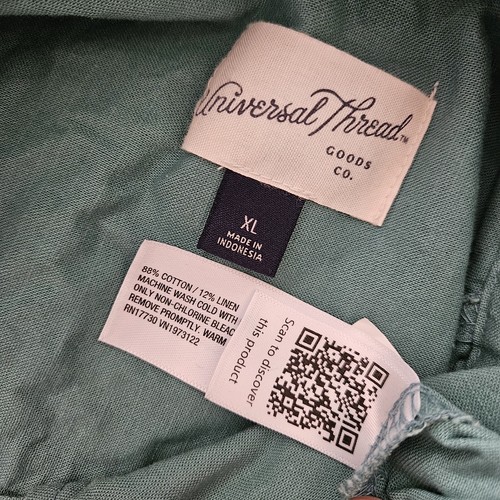 Universal Thread™
GOODS
CO.
XL
MADE IN
INDONESIA
88% COTTON / 12% LINEN
MACHINE WASH COLD WITH
ONLY NON-CHLORINE BLEAC
REMOVE PROMPTLY. WARM
RN17730 VN1973122
Scan to discover
this product